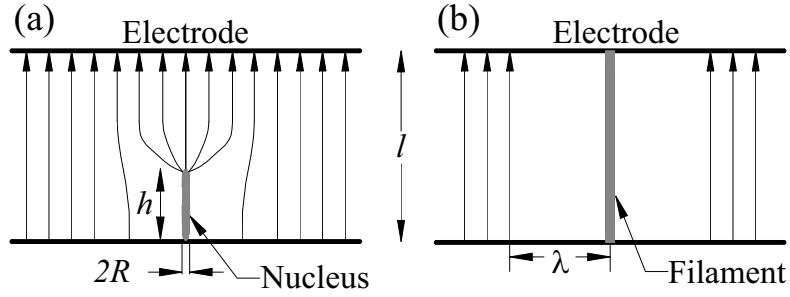 (a)
Electrode
h
2R
Nucleus
l
(b)
Electrode
λ
Filament